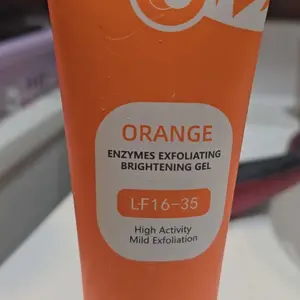 ORANGE
ENZYMES EXFOLIATING
BRIGHTENING GEL
LF16-35
High Activity
Mild Exfoliation